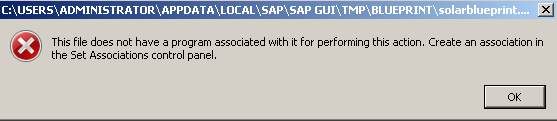 C:\USERS\ADMINISTRATOR\APPDATA\LOCAL\SAP\SAP GUI\TMP\BLUEPRINT\solarblueprint....
This file does not have a program associated with it for performing this action. Create an association in
the Set Associations control panel.
OK